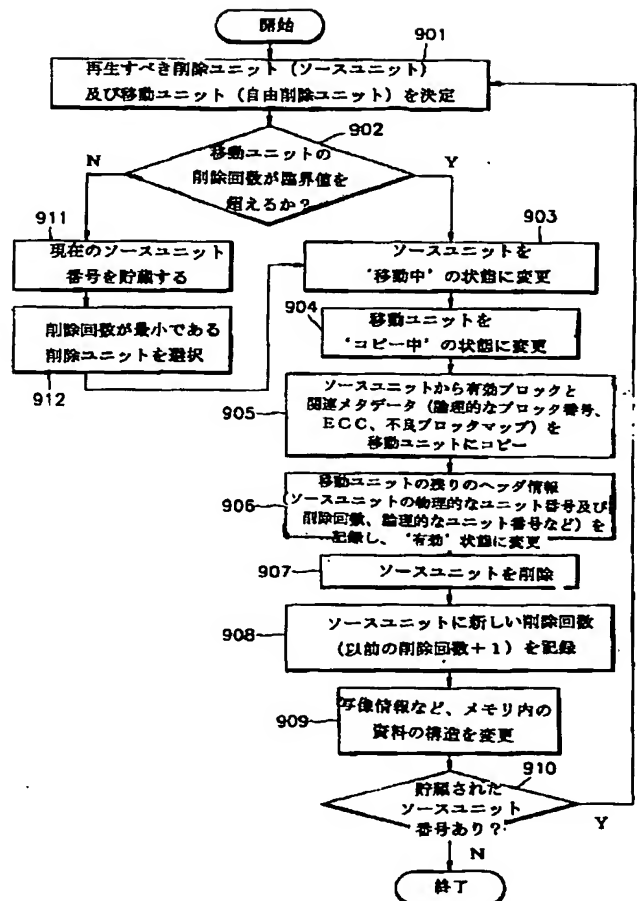 開始
901
再生すべき削除ユニット（ソースユニット）
及び移動ユニット（自由削除ユニット）を決定
902
移動ユニットの
削除回数が臨界値を
超えるか？
N
Y
911
現在のソースユニット
番号を貯蔵する
削除回数が最小である
削除ユニットを選択
912
903
ソースユニットを
‘移動中’の状態に変更
904
移動ユニットを
‘コピー中’の状態に変更
905
ソースユニットから有効ブロックと
関連メタデータ（論理的なブロック番号、
ECC、不良ブロックマップ）を
移動ユニットにコピー
906
移動ユニットの残りのヘッダ情報
（ソースユニットの物理的なユニット番号及び
削除回数、論理的なユニット番号など）を
記録し、‘有効’状態に変更
907
ソースユニットを削除
908
ソースユニットに新しい削除回数
（以前の削除回数＋1）を記録
909
写像情報など、メモリ内の
資料の構造を変更
910
貯蔵された
ソースユニット
番号あり？
Y
N
終了